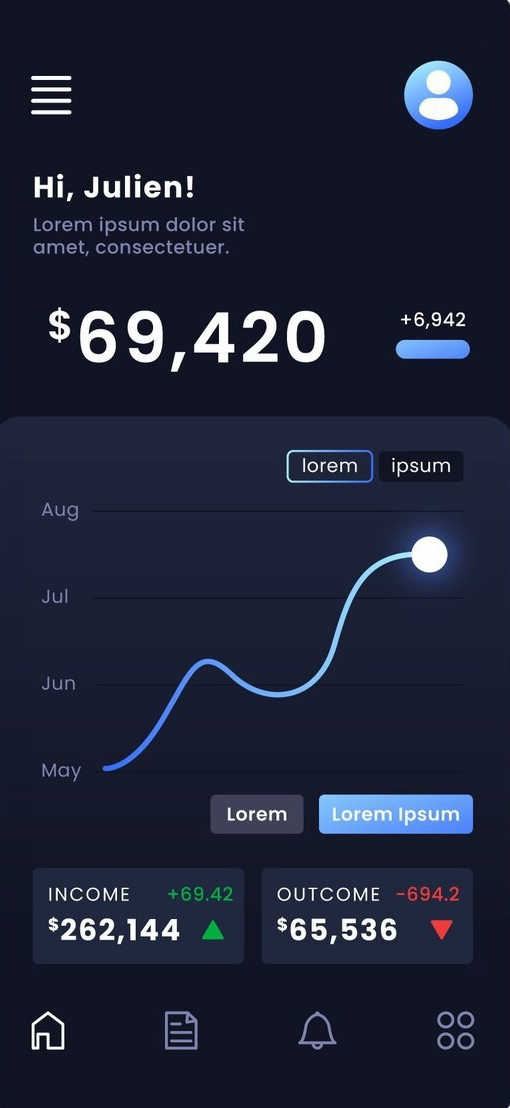 Hi, Julien!
Lorem ipsum dolor sit
amet, consectetuer.
$69,420
+6,942
lorem
ipsum
Aug
Jul
Jun
May
Lorem
Lorem Ipsum
INCOME +69.42
$262,144
OUTCOME -694.2
$65,536